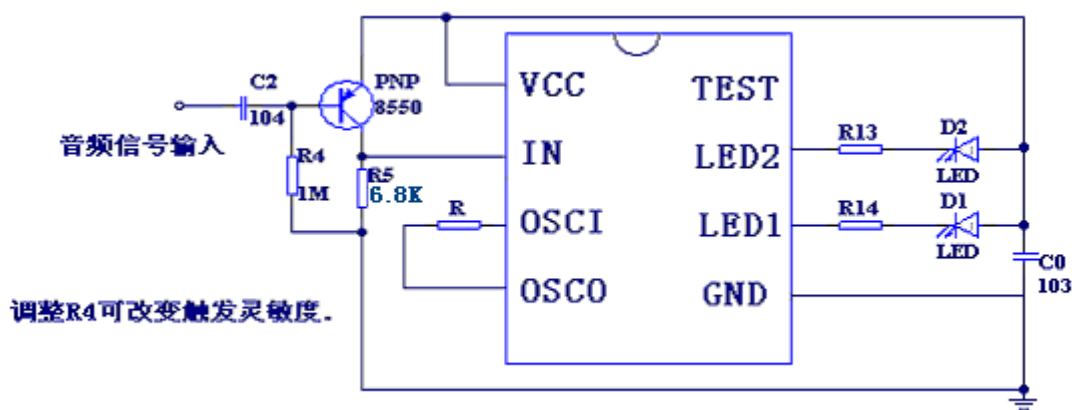 C2
104
音频信号输入
PNP
8550
R4
1M
R5
6.8K
R
VCC
IN
OSCI
OSCO
TEST
LED2
LED1
GND
R13
D2
LED
R14
D1
LED
C0
103
调整R4可改变触发灵敏度.